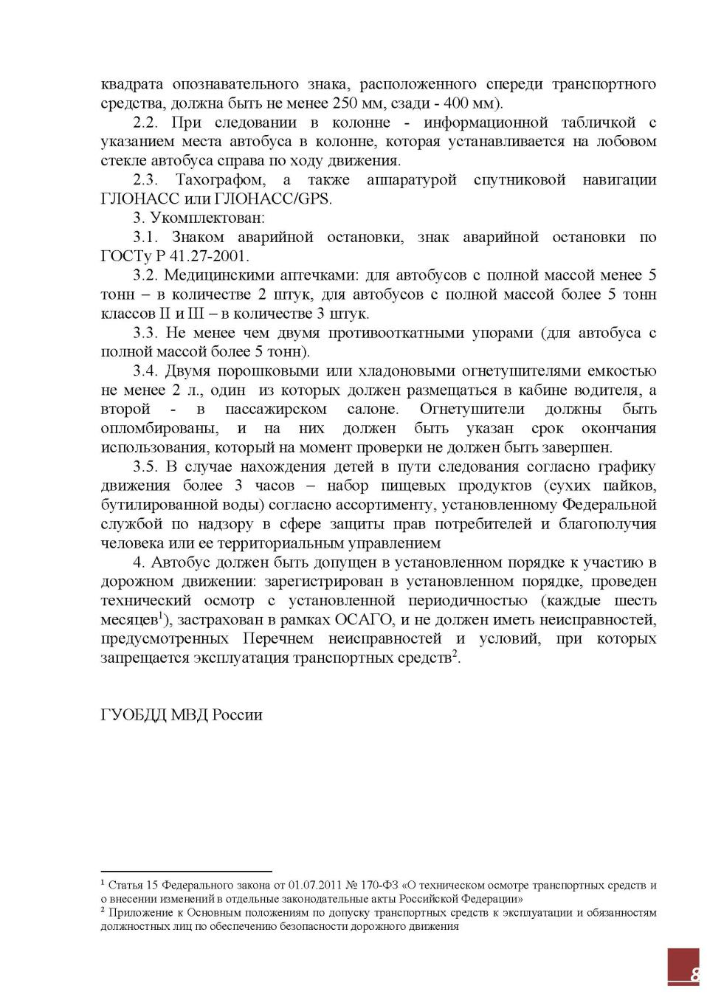 квадрата опознавательного знака, расположенного спереди транспортного
средства, должна быть не менее 250 мм, сзади - 400 мм).
2.2. При следовании в колонне - информационной табличкой с
указанием места автобуса в колонне, которая устанавливается на лобовом
стекле автобуса справа по ходу движения.
2.3. Тахографом, а также аппаратурой спутниковой навигации
ГЛОНАСС или ГЛОНАСС/GPS.
3. Укомплектован:
3.1. Знаком аварийной остановки, знак аварийной остановки по
ГОСТу Р 41.27-2001.
3.2. Медицинскими аптечками: для автобусов с полной массой менее 5
тонн – в количестве 2 штук, для автобусов с полной массой более 5 тонн
классов II и III – в количестве 3 штук.
3.3. Не менее чем двумя противооткатными упорами (для автобуса с
полной массой более 5 тонн).
3.4. Двумя порошковыми или хладоновыми огнетушителями емкостью
не менее 2 л., один из которых должен размещаться в кабине водителя, а
второй - в пассажирском салоне. Огнетушители должны быть
опломбированы, и на них должен быть указан срок окончания
использования, который на момент проверки не должен быть завершен.
3.5. В случае нахождения детей в пути следования согласно графику
движения более 3 часов – набор пищевых продуктов (сухих пайков,
бутилированной воды) согласно ассортименту, установленному Федеральной
службой по надзору в сфере защиты прав потребителей и благополучия
человека или ее территориальным управлением
4. Автобус должен быть допущен в установленном порядке к участию в
дорожном движении: зарегистрирован в установленном порядке, проведен
технический осмотр с установленной периодичностью (каждые шесть
месяцев¹), застрахован в рамках ОСАГО, и не должен иметь неисправностей,
предусмотренных Перечнем неисправностей и условий, при которых
запрещается эксплуатация транспортных средств².
ГУОБДД МВД России
¹ Статья 15 Федерального закона от 01.07.2011 № 170-ФЗ «О техническом осмотре транспортных средств и
о внесении изменений в отдельные законодательные акты Российской Федерации»
² Приложение к Основным положениям по допуску транспортных средств к эксплуатации и обязанностям
должностных лиц по обеспечению безопасности дорожного движения
8